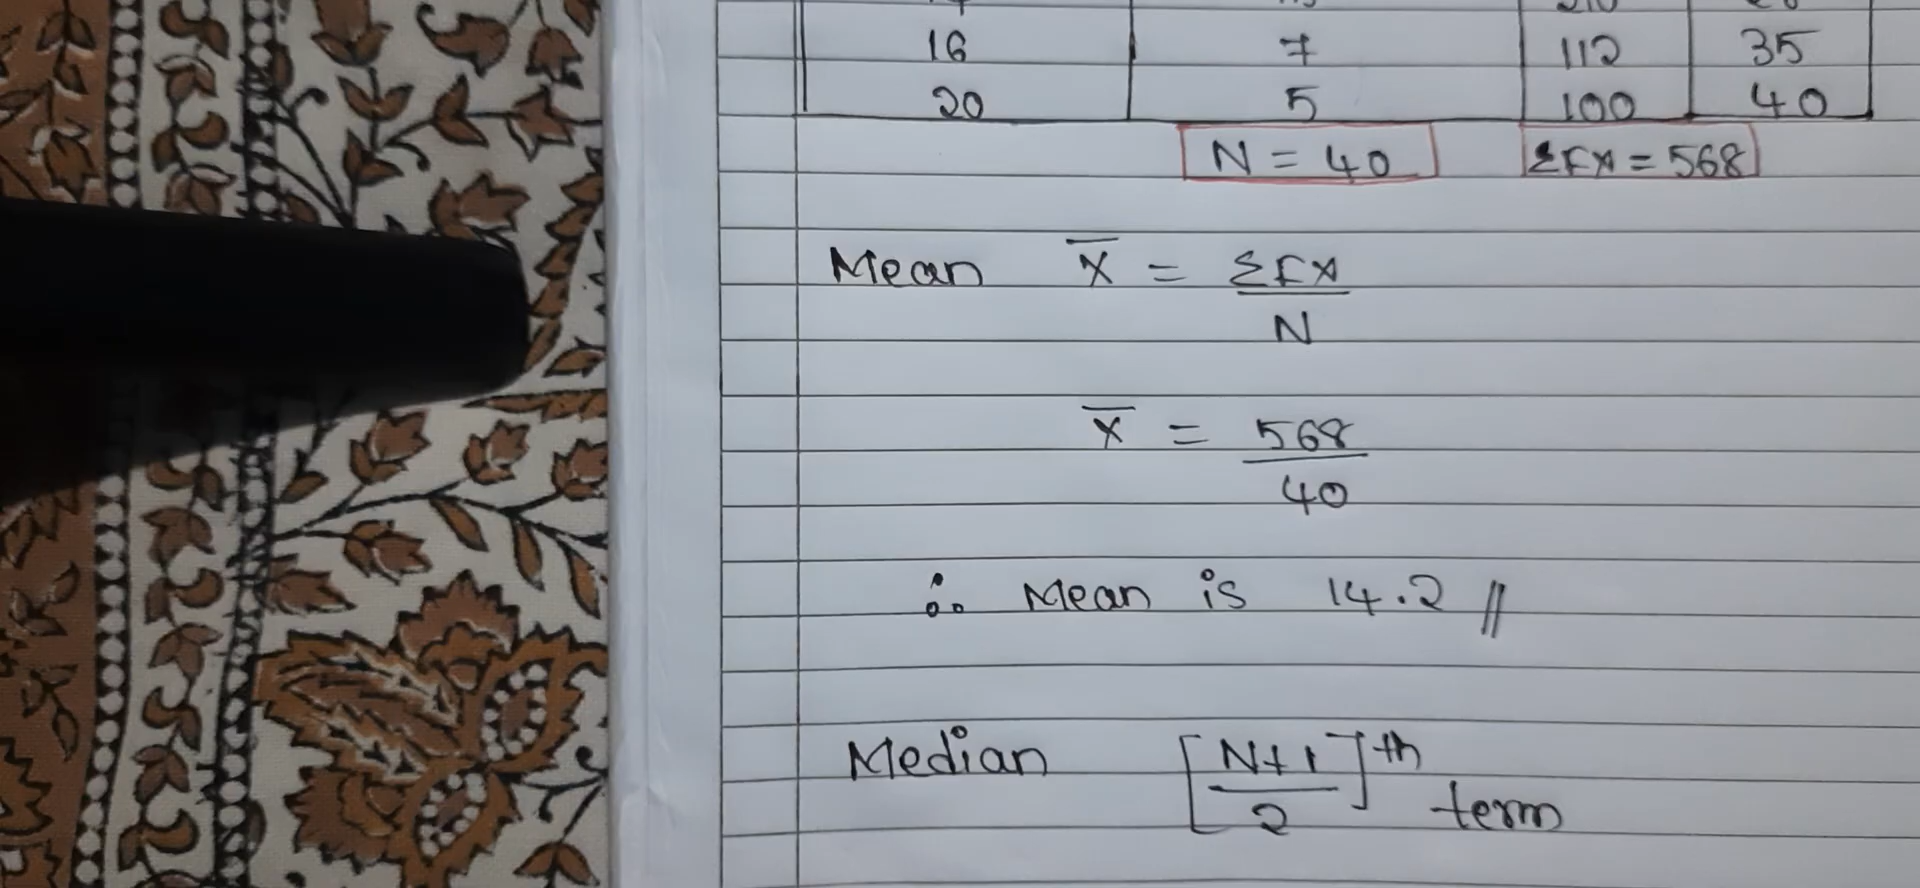 16 7 112 35
20 5 100 40
N = 40 ΣFX = 568
Mean X̄ = ΣFX
N
X̄ = 568
40
∴ Mean is 14.2 //
Median [N+1
2]th
term